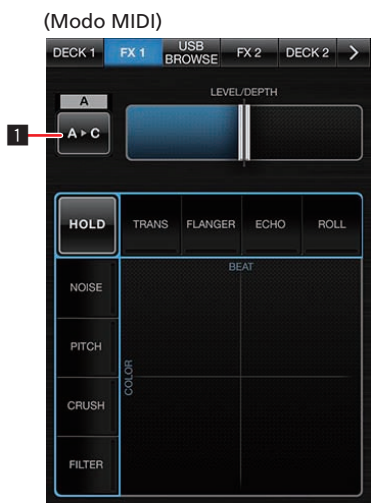 (Modo MIDI)
DECK 1 FX 1 USB BROWSE FX 2 DECK 2 >
A
LEVEL/DEPTH
1
A ▸ C
HOLD TRANS FLANGER ECHO ROLL
BEAT
NOISE
PITCH
COLOR
CRUSH
FILTER